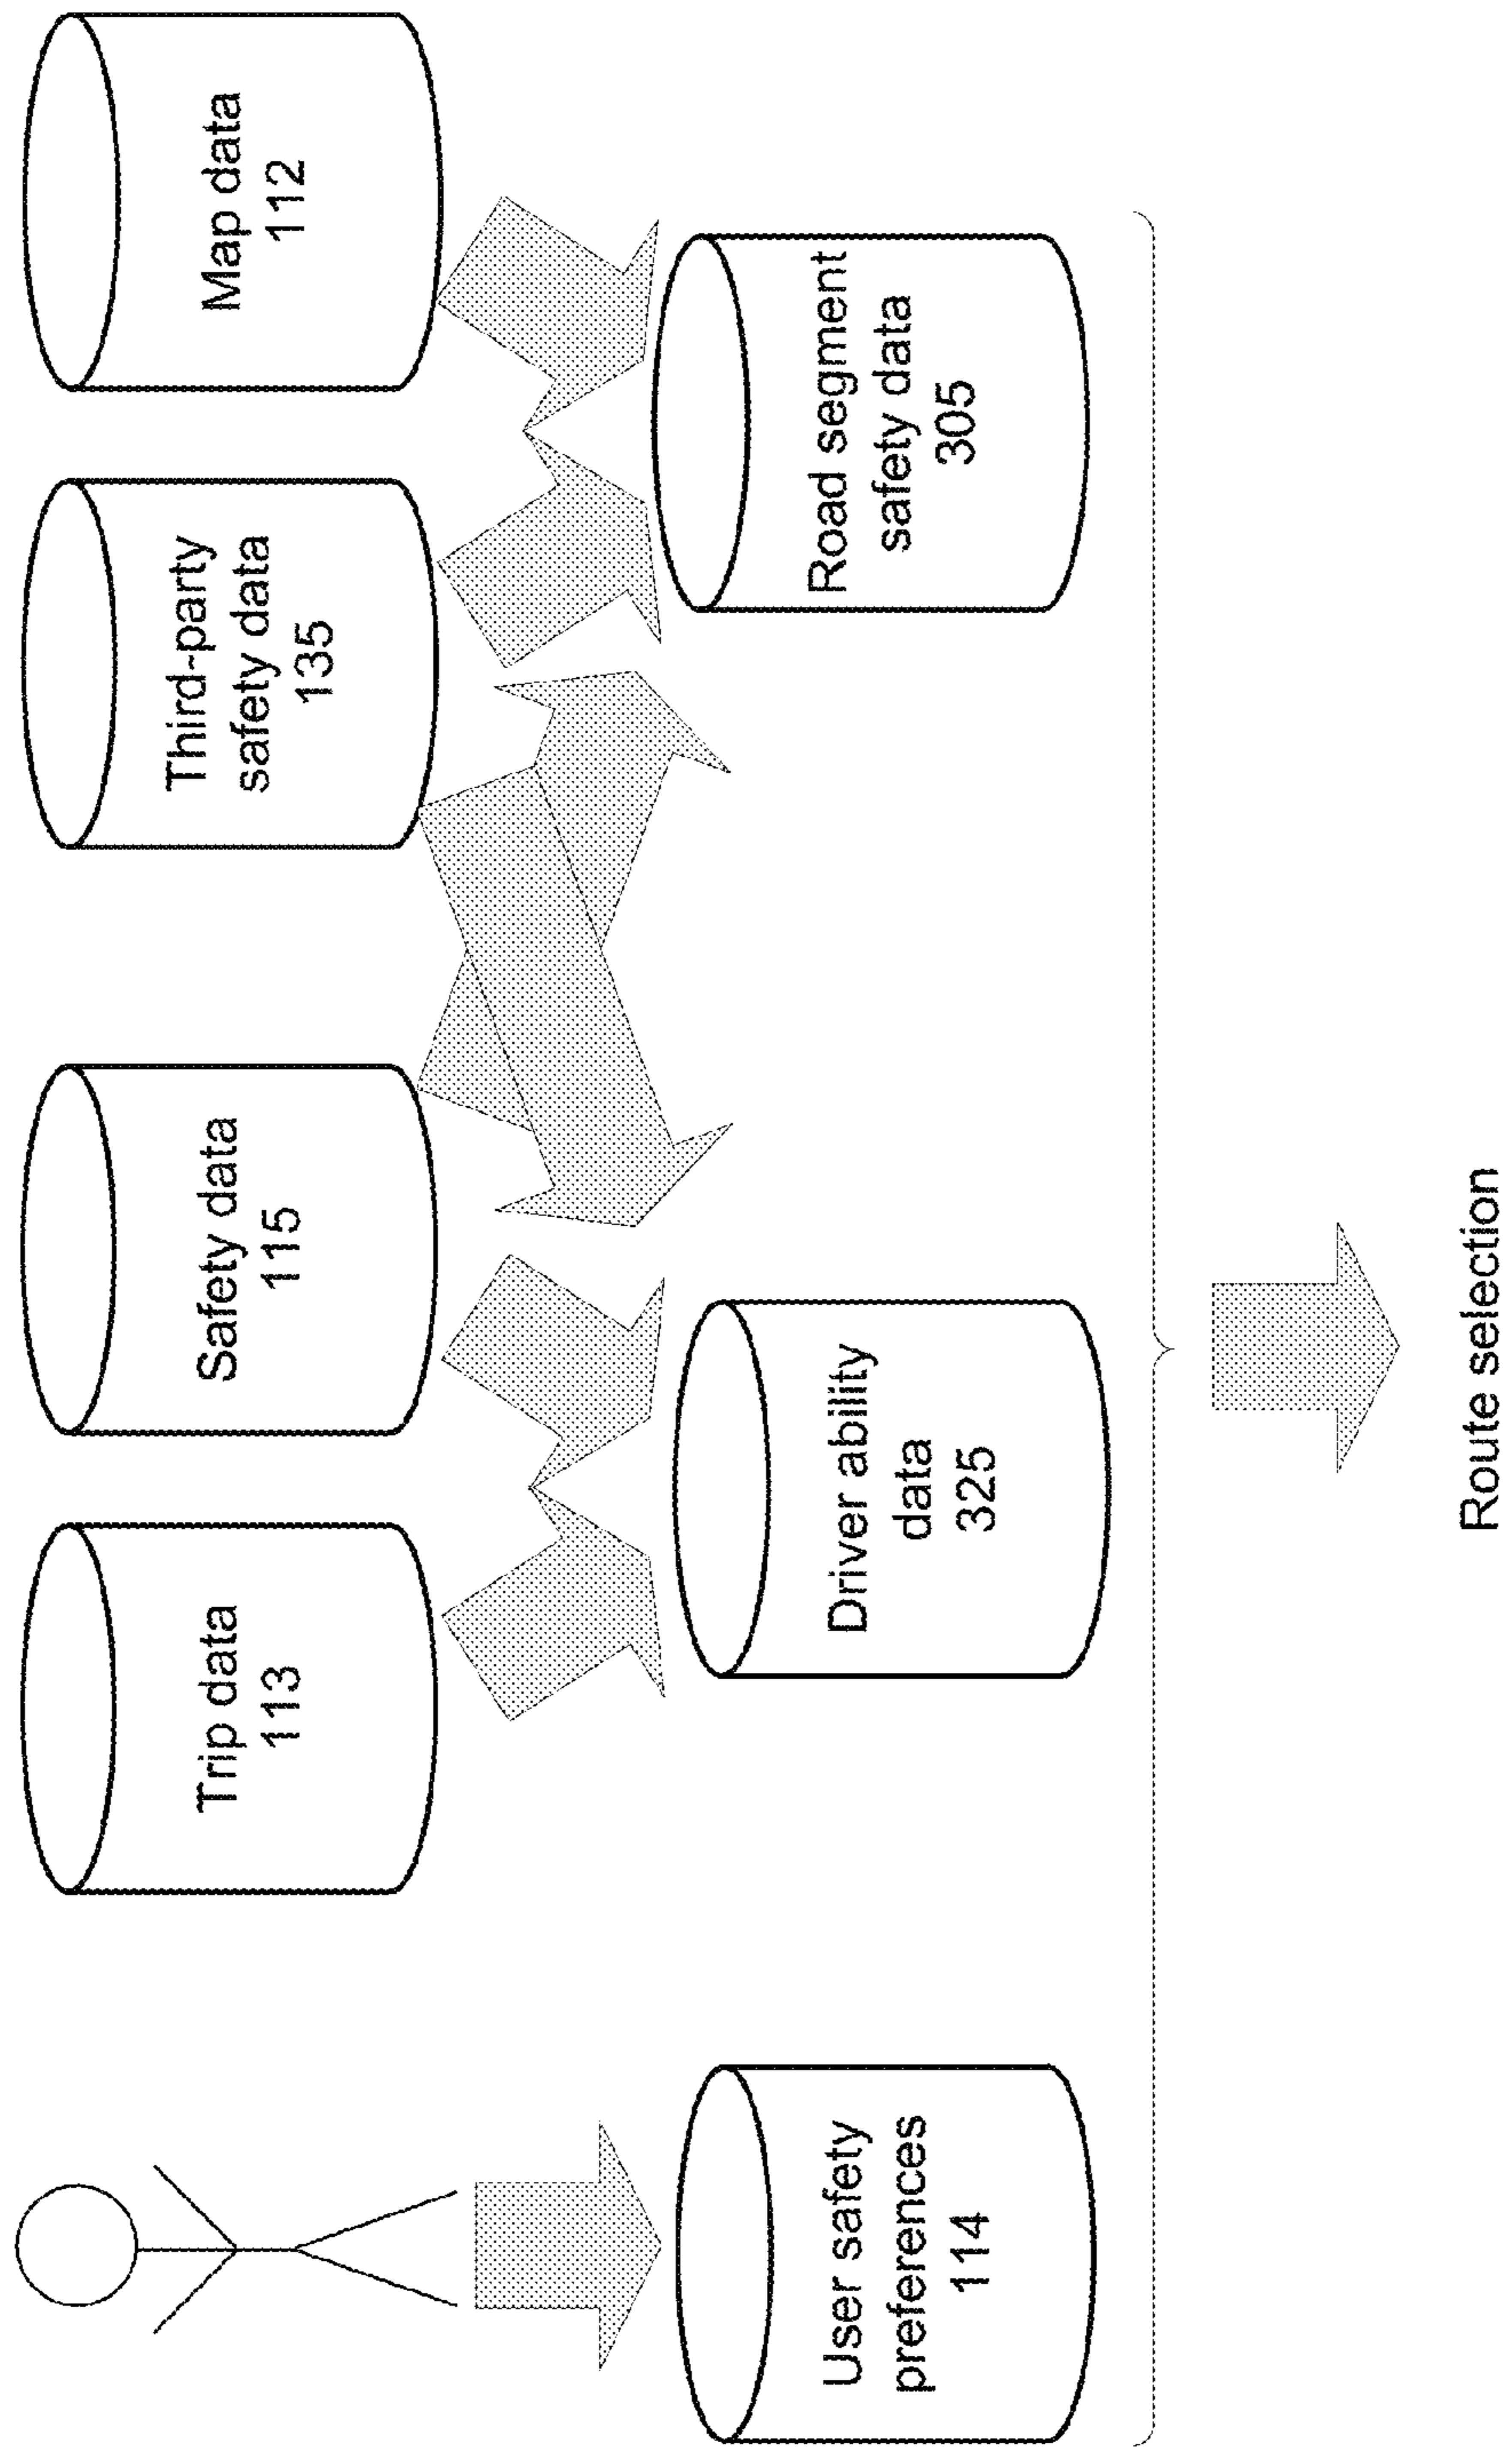 Trip data
113
Safety data
115
Third-party
safety data
135
Map data
112
User safety
preferences
114
Driver ability
data
325
Road segment
safety data
305
Route selection